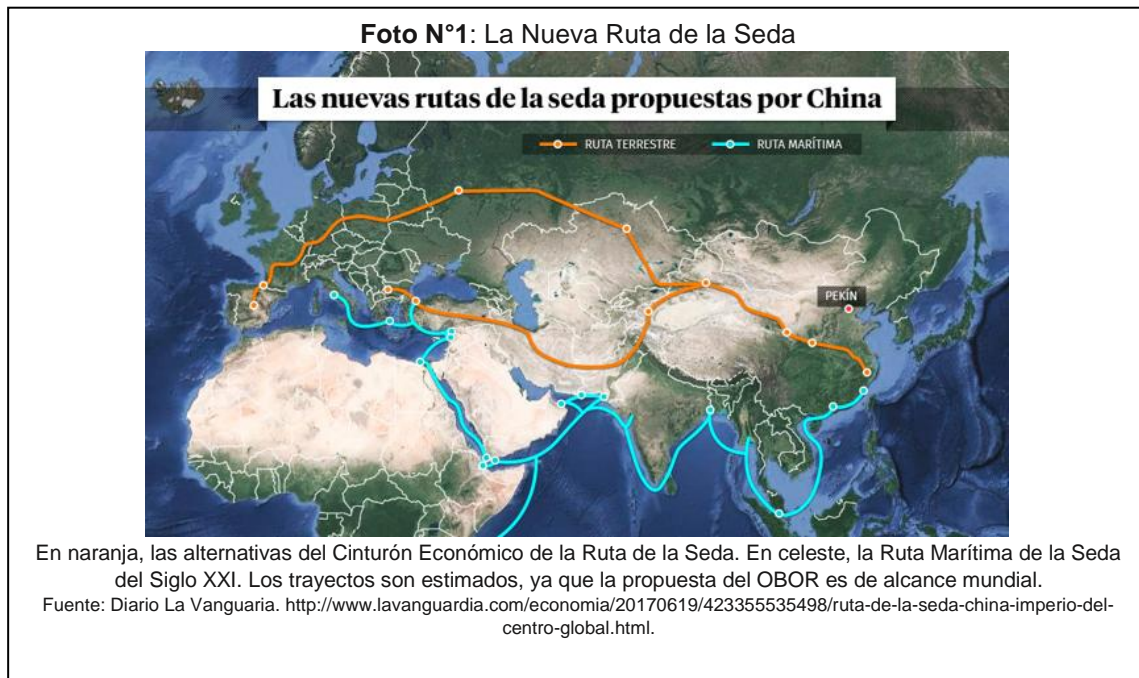 Foto N°1: La Nueva Ruta de la Seda
Las nuevas rutas de la seda propuestas por China
RUTA TERRESTRE
RUTA MARÍTIMA
PEKÍN
En naranja, las alternativas del Cinturón Económico de la Ruta de la Seda. En celeste, la Ruta Marítima de la Seda
del Siglo XXI. Los trayectos son estimados, ya que la propuesta del OBOR es de alcance mundial.
Fuente: Diario La Vanguaria. http://www.lavanguardia.com/economia/20170619/423355535498/ruta-de-la-seda-china-imperio-del-
centro-global.html.